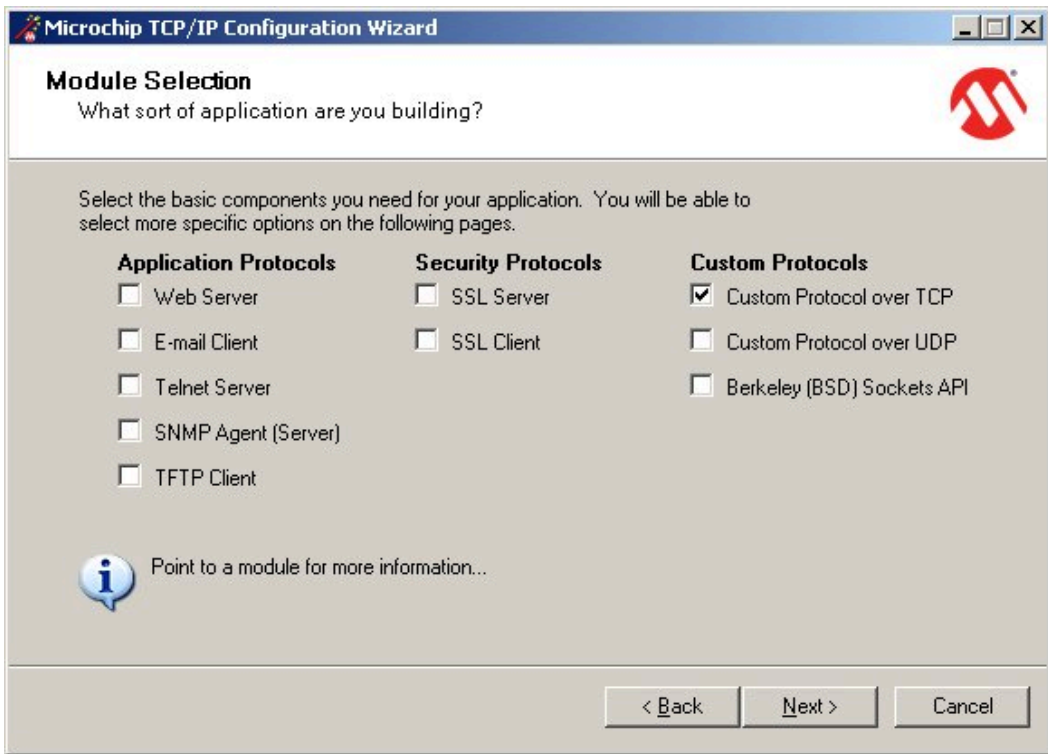 Microchip TCP/IP Configuration Wizard
Module Selection
What sort of application are you building?
Select the basic components you need for your application. You will be able to
select more specific options on the following pages.
Application Protocols
Web Server
E-mail Client
Telnet Server
SNMP Agent (Server)
TFTP Client
Security Protocols
SSL Server
SSL Client
Custom Protocols
Custom Protocol over TCP
Custom Protocol over UDP
Berkeley (BSD) Sockets API
Point to a module for more information...
< Back
Next >
Cancel